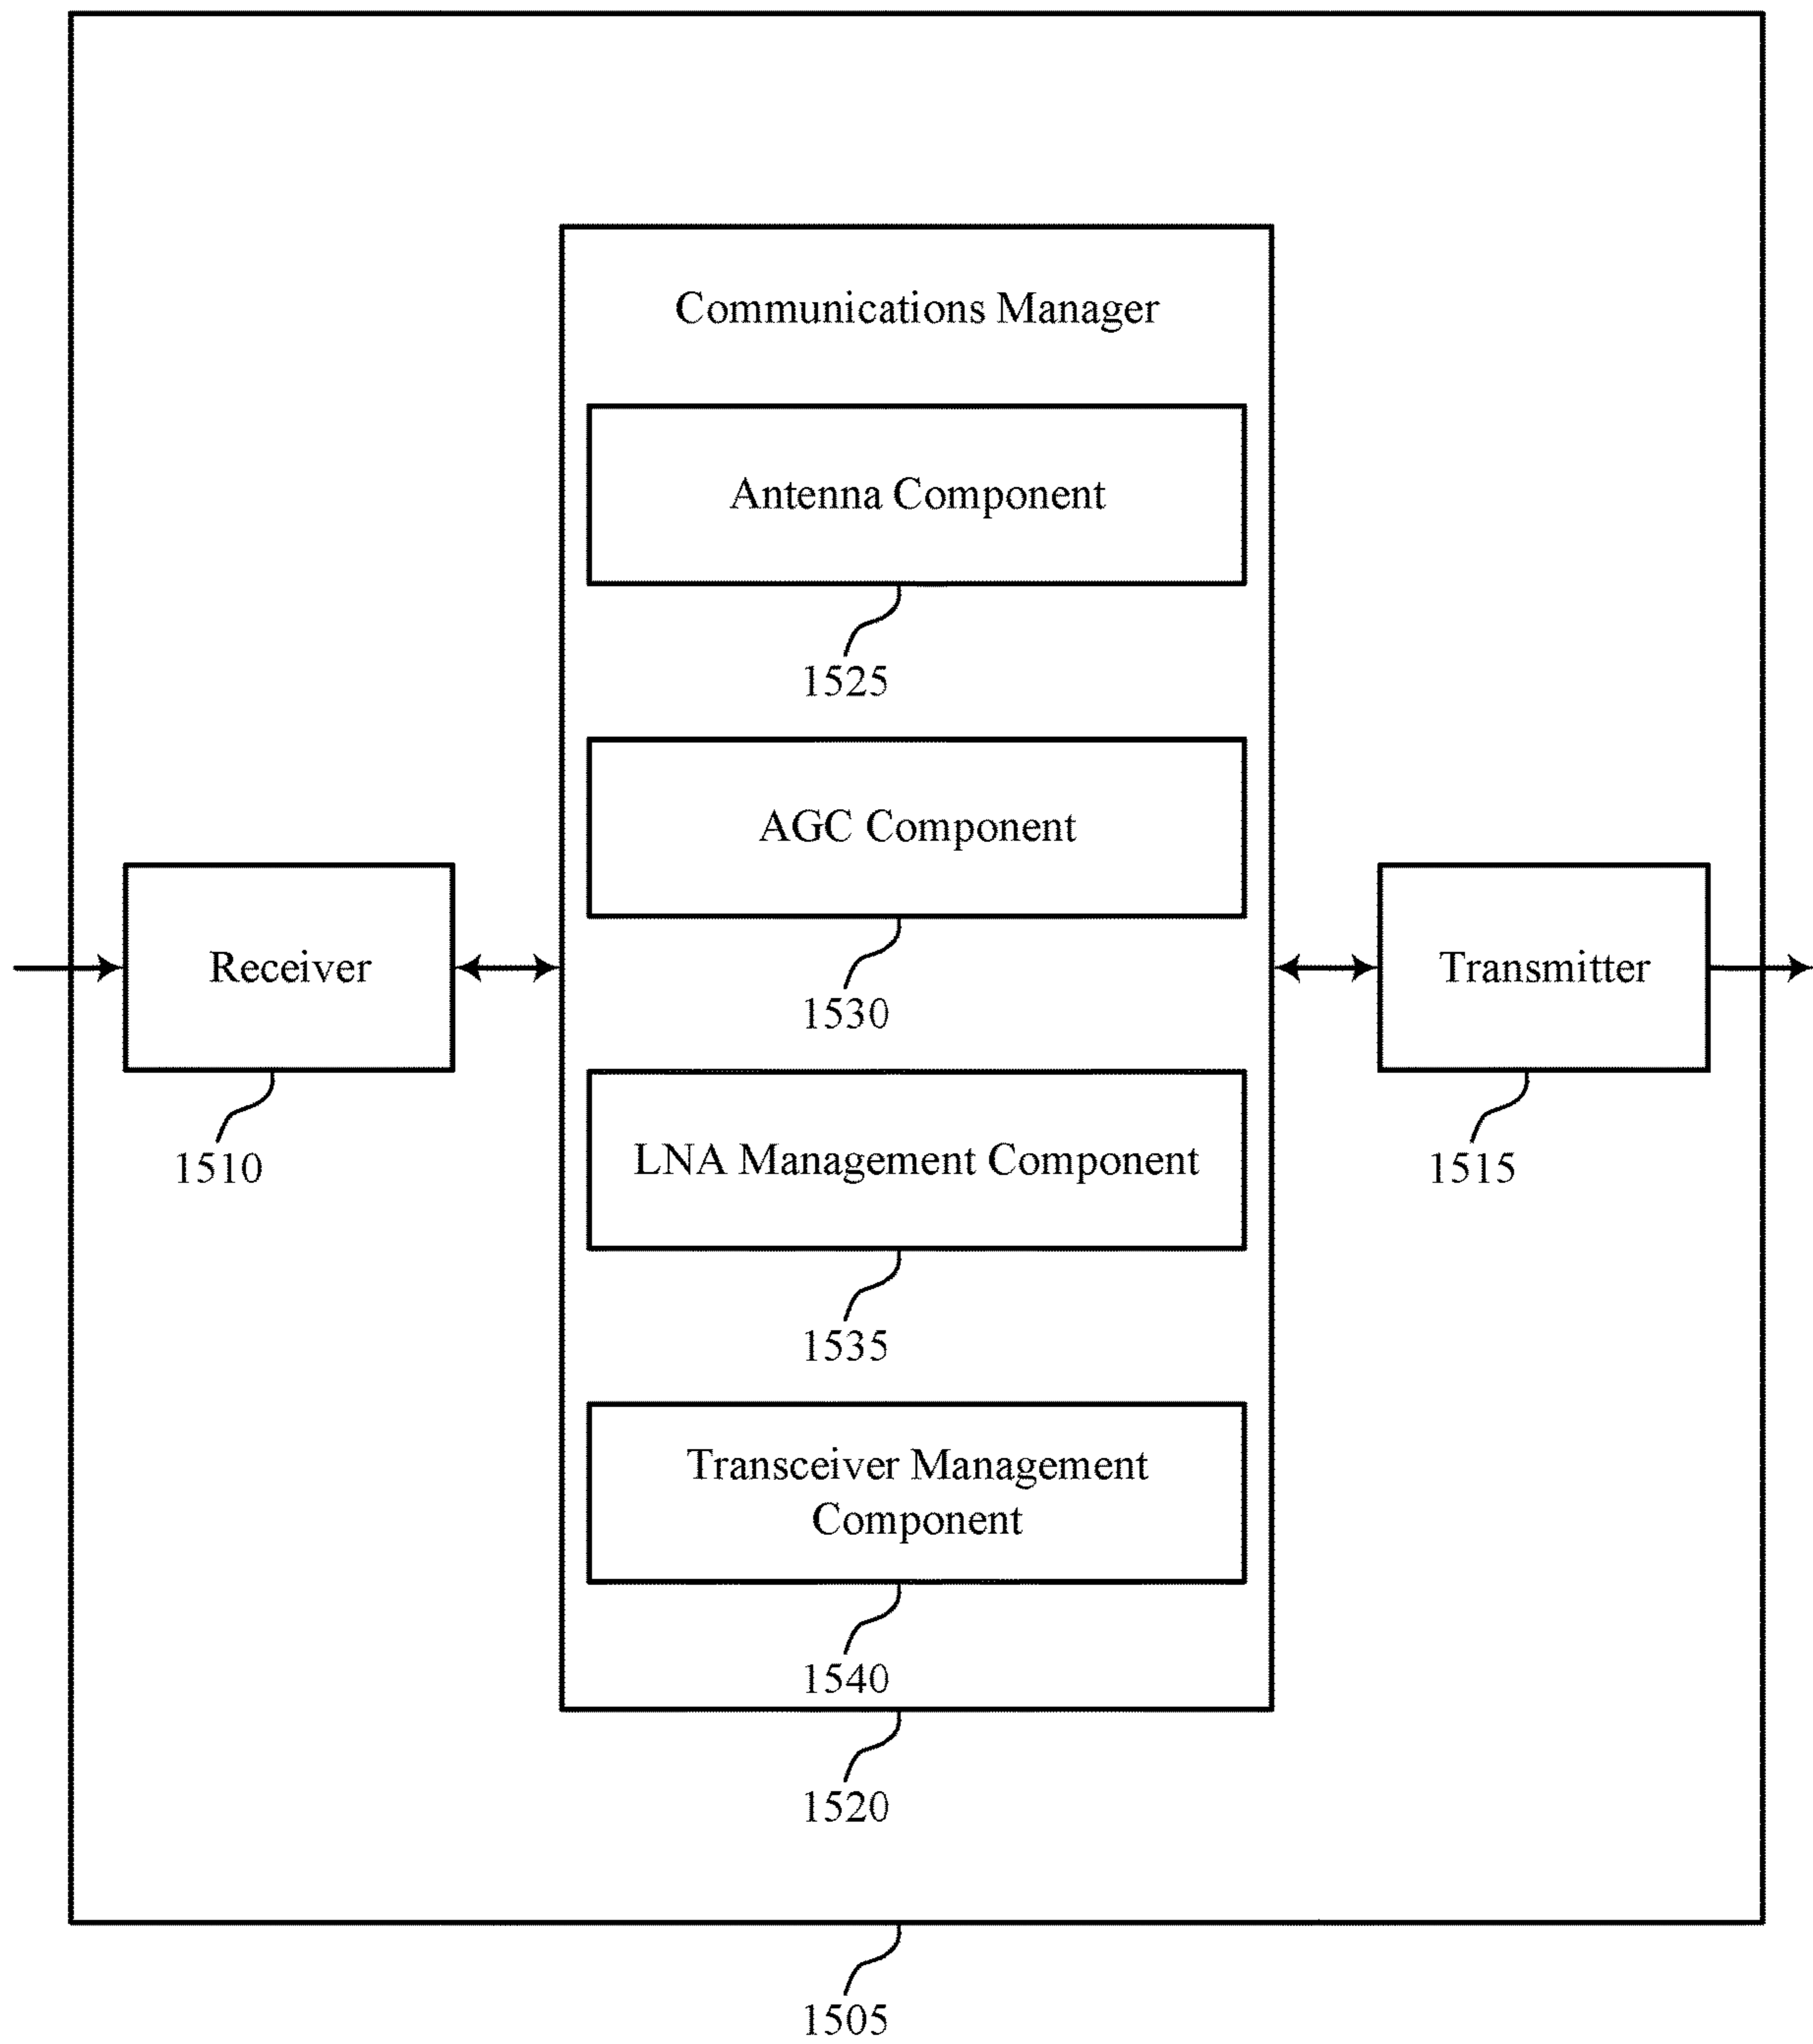 Communications Manager
Antenna Component
1525
AGC Component
1530
Receiver
1510
Transmitter
1515
LNA Management Component
1535
Transceiver Management
Component
1540
1520
1505